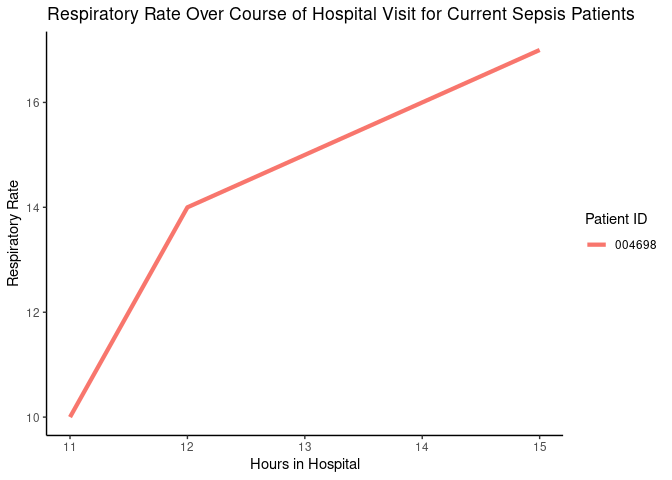 Respiratory Rate Over Course of Hospital Visit for Current Sepsis Patients
16
14
12
10
Respiratory Rate
11 12 13 14 15
Hours in Hospital
Patient ID
004698